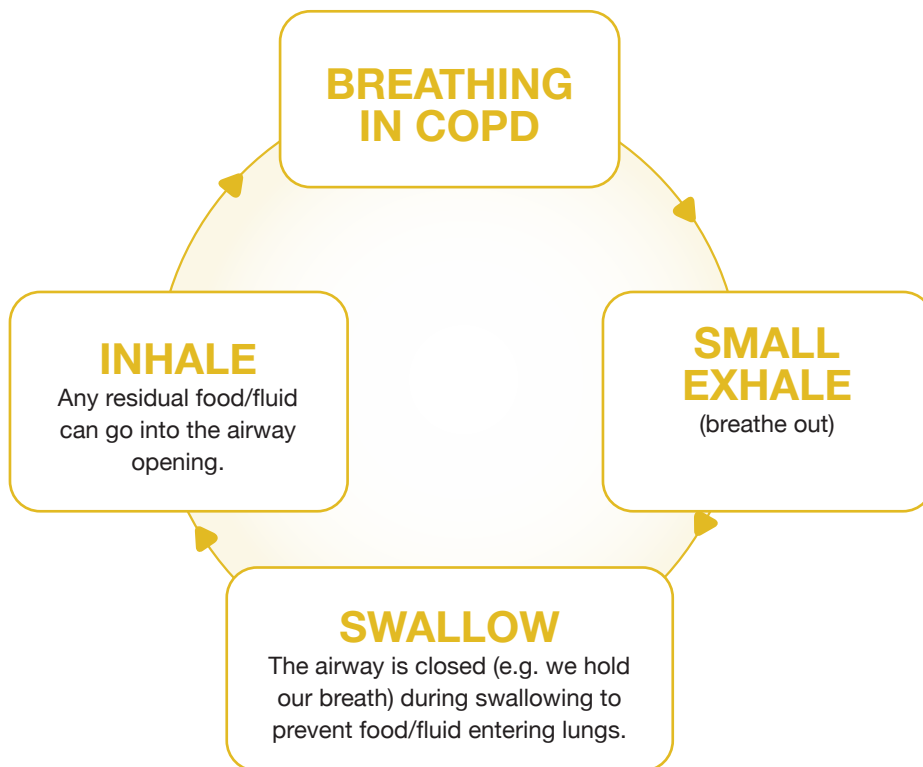 BREATHING
IN COPD
SMALL
EXHALE
(breathe out)
SWALLOW
The airway is closed (e.g. we hold
our breath) during swallowing to
prevent food/fluid entering lungs.
INHALE
Any residual food/fluid
can go into the airway
opening.